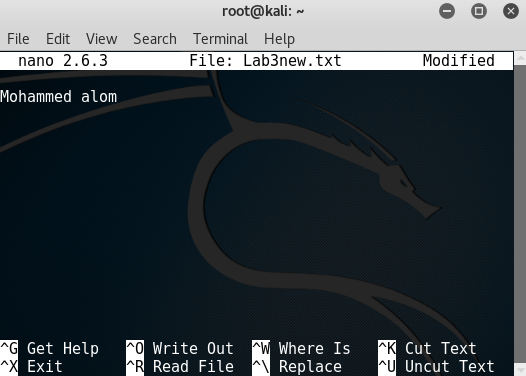 root@kali: ~
File Edit View Search Terminal Help
nano 2.6.3 File: Lab3new.txt Modified
Mohammed alom
^G Get Help ^O Write Out ^W Where Is ^K Cut Text
^X Exit ^R Read File ^\ Replace ^U Uncut Text